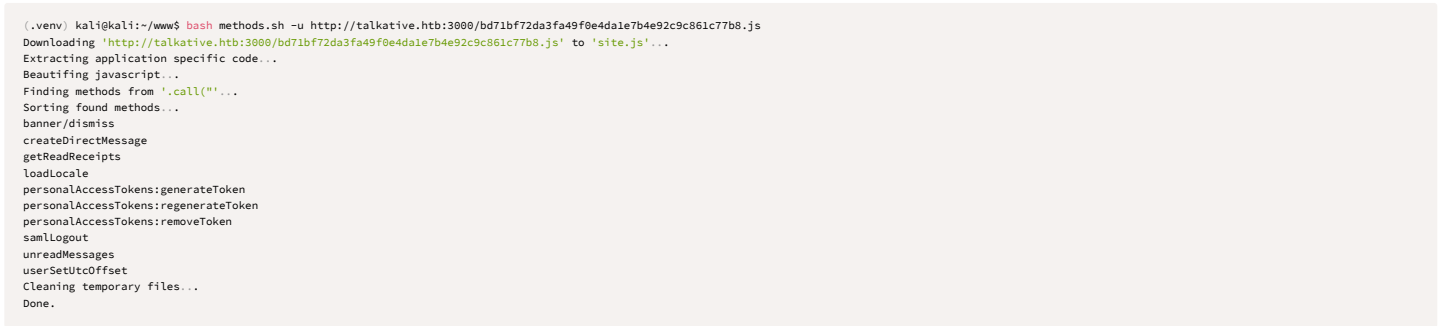 (.venv) kali@kali:~/www$ bash methods.sh -u http://talkative.htb:3000/bd71bf72da3fa49f0e4da1e7b4e92c9c861c77b8.js
Downloading 'http://talkative.htb:3000/bd71bf72da3fa49f0e4da1e7b4e92c9c861c77b8.js' to 'site.js'...
Extracting application specific code...
Beautifing javascript...
Finding methods from '.call("'...
Sorting found methods...
banner/dismiss
createDirectMessage
getReadReceipts
loadLocale
personalAccessTokens:generateToken
personalAccessTokens:regenerateToken
personalAccessTokens:removeToken
samlLogout
unreadMessages
userSetUtcOffset
Cleaning temporary files...
Done.